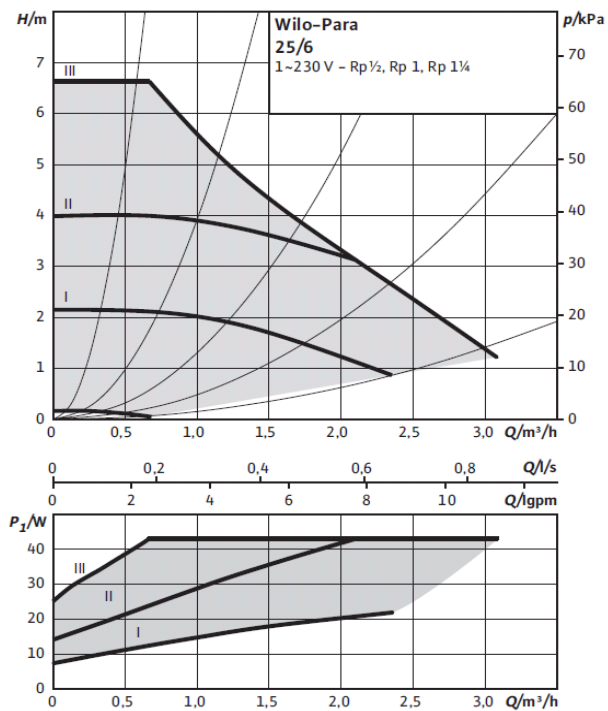 H/m
p/kPa
Wilo-Para
25/6
1~230 V – Rp ½, Rp 1, Rp 1¼
III
II
I
7
6
5
4
3
2
1
0
70
60
50
40
30
20
10
0
0 0,5 1,0 1,5 2,0 2,5 3,0 Q/m³/h
0 0,2 0,4 0,6 0,8 Q/l/s
0 2 4 6 8 10 Q/Igpm
P1/W
III
II
I
40
30
20
10
0
0 0,5 1,0 1,5 2,0 2,5 3,0 Q/m³/h